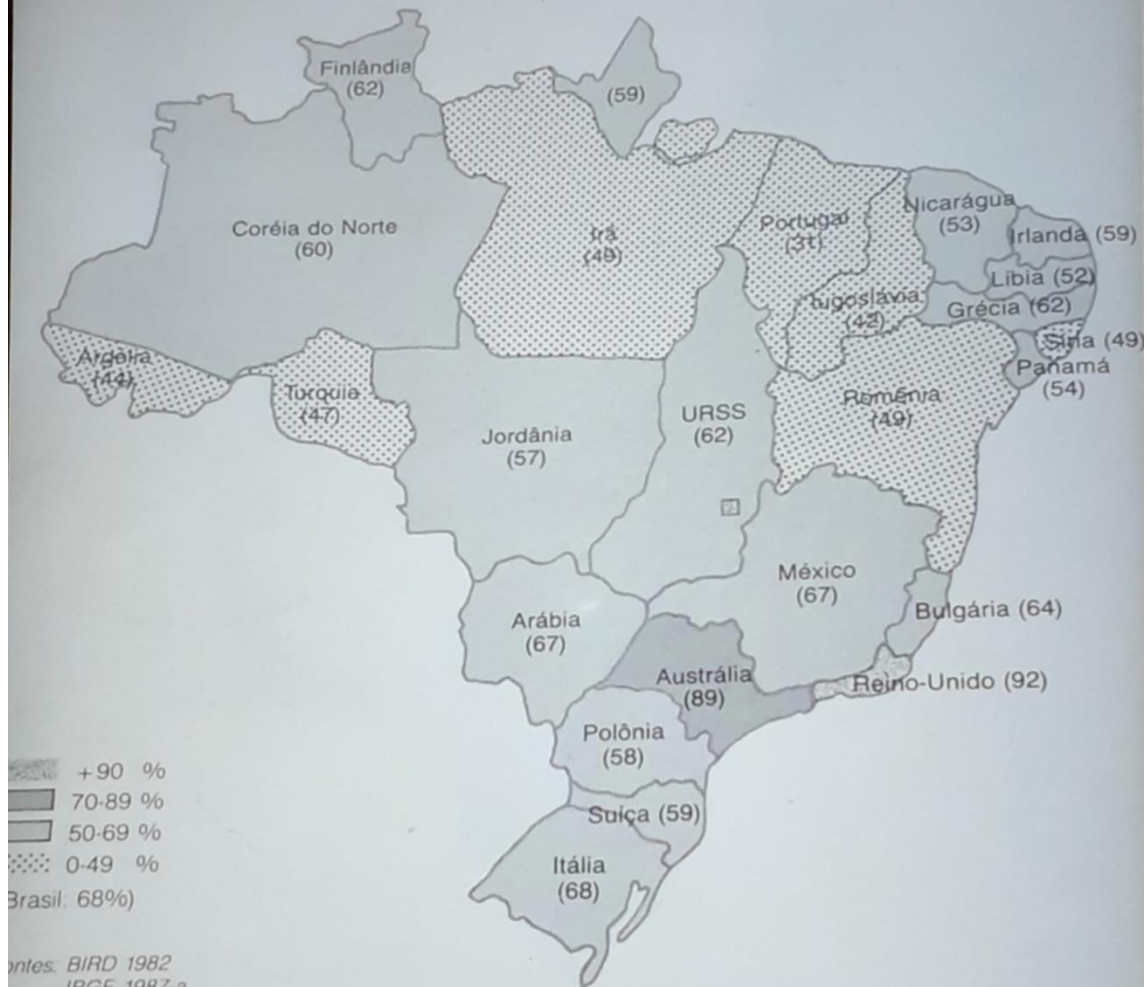 Finlândia
(62)
(59)
Coréia do Norte
(60)
Irã
(49)
Portugal
(31)
Nicarágua
(53)
Irlanda (59)
Líbia (52)
Iugoslávia
(42)
Grécia (62)
Síria (49)
Panamá
(54)
Argélia
(44)
Turquia
(47)
Jordânia
(57)
URSS
(62)
Romênia
(49)
México
(67)
Arábia
(67)
Bulgária (64)
Austrália
(89)
Reino-Unido (92)
Polônia
(58)
Suíça (59)
Itália
(68)
+90 %
70-89 %
50-69 %
0-49 %
Brasil: 68%)
ontes: BIRD 1982
IBGE 1987-a